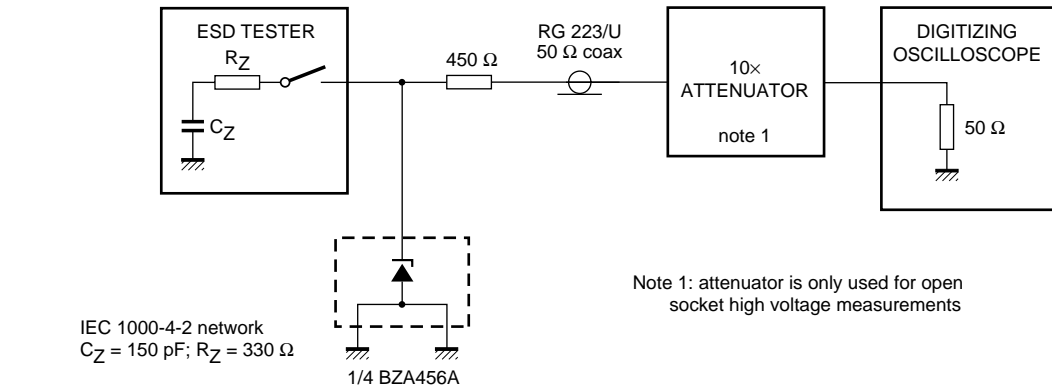 ESD TESTER
RZ
CZ
450 Ω
RG 223/U
50 Ω coax
10×
ATTENUATOR
note 1
DIGITIZING
OSCILLOSCOPE
50 Ω
Note 1: attenuator is only used for open
socket high voltage measurements
IEC 1000-4-2 network
CZ = 150 pF; RZ = 330 Ω
1/4 BZA456A